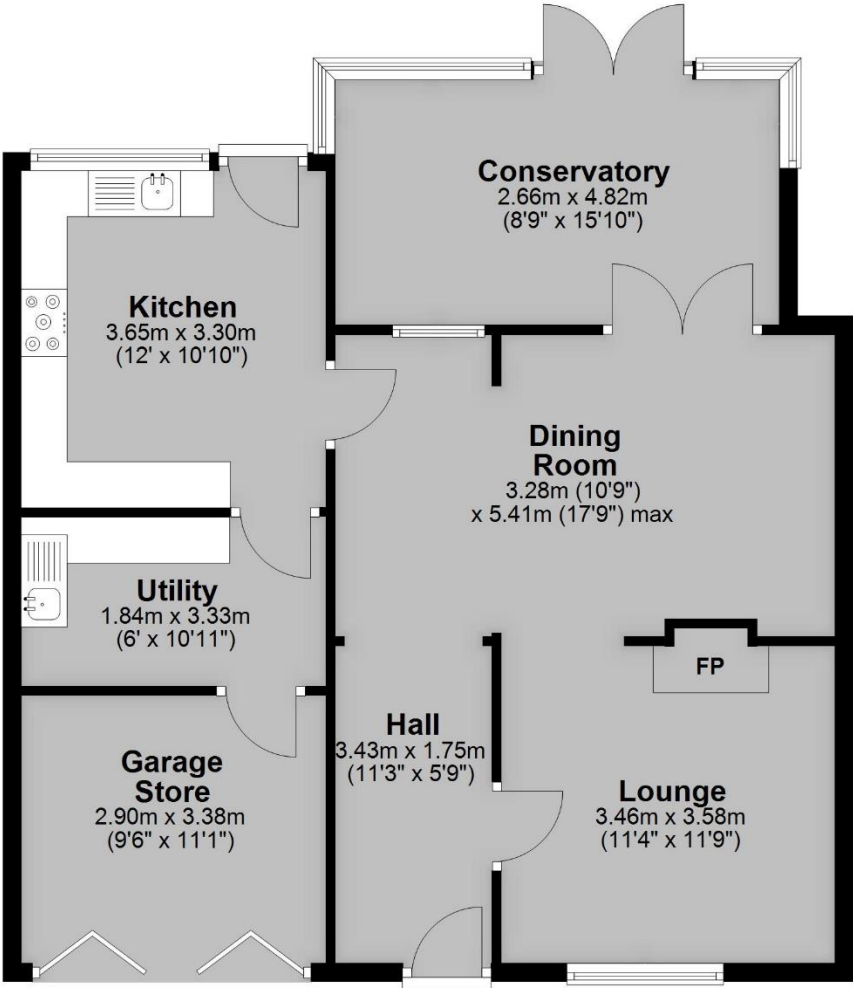 Conservatory
2.66m x 4.82m
(8'9" x 15'10")
Kitchen
3.65m x 3.30m
(12' x 10'10")
Dining
Room
3.28m (10'9")
x 5.41m (17'9") max
Utility
1.84m x 3.33m
(6' x 10'11")
FP
Hall
3.43m x 1.75m
(11'3" x 5'9")
Garage
Store
2.90m x 3.38m
(9'6" x 11'1")
Lounge
3.46m x 3.58m
(11'4" x 11'9")